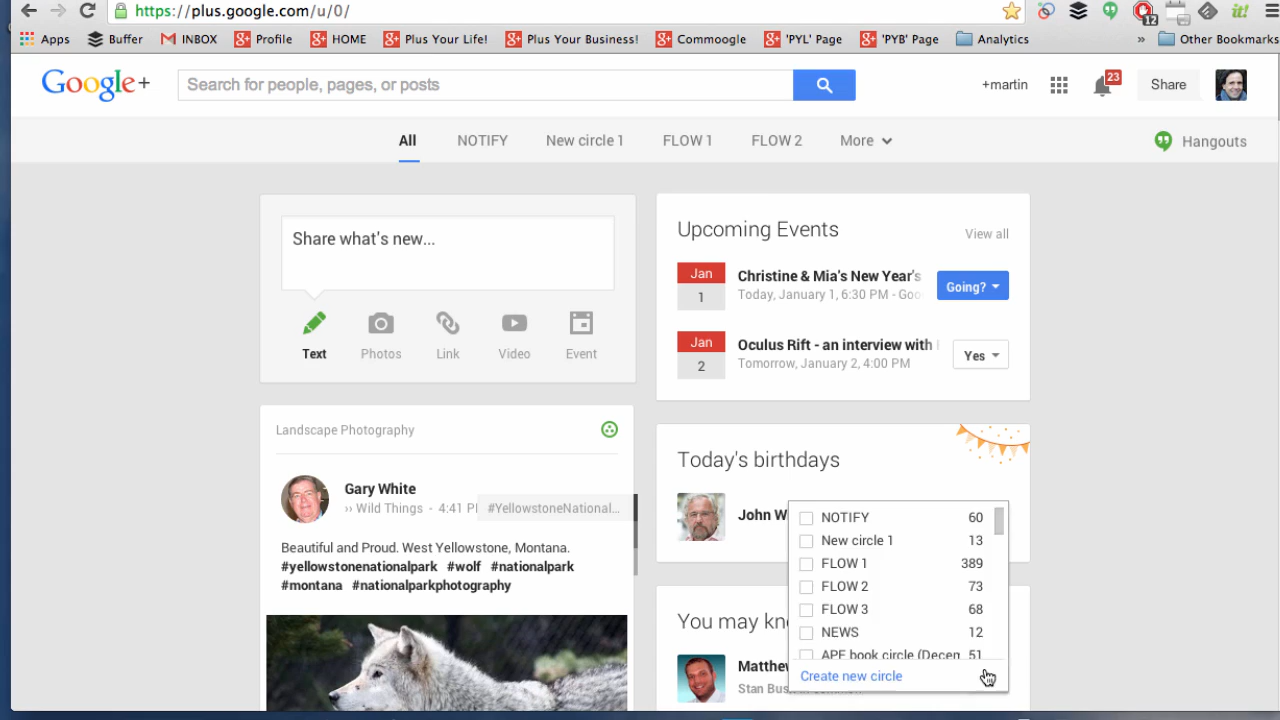 https://plus.google.com/u/0/
12
it!
Apps Buffer INBOX Profile HOME Plus Your Life! Plus Your Business! Commoogle 'PYL' Page 'PYB' Page Analytics » Other Bookmarks
Google+
Search for people, pages, or posts
+martin
23
Share
All NOTIFY New circle 1 FLOW 1 FLOW 2 More
Hangouts
Share what's new...
Text Photos Link Video Event
Landscape Photography
Gary White
›› Wild Things - 4:41 P
#YellowstoneNational...
Beautiful and Proud. West Yellowstone, Montana.
#yellowstonenationalpark #wolf #nationalpark
#montana #nationalparkphotography
Upcoming Events
View all
Jan
1
Christine & Mia's New Year's
Today, January 1, 6:30 PM - Goo
Going?
Jan
2
Oculus Rift - an interview with
Tomorrow, January 2, 4:00 PM
Yes
Today's birthdays
John W
You may kno
Matthew
Stan Bus
NOTIFY 60
New circle 1 13
FLOW 1 389
FLOW 2 73
FLOW 3 68
NEWS 12
APE book circle (Decem 51
Create new circle